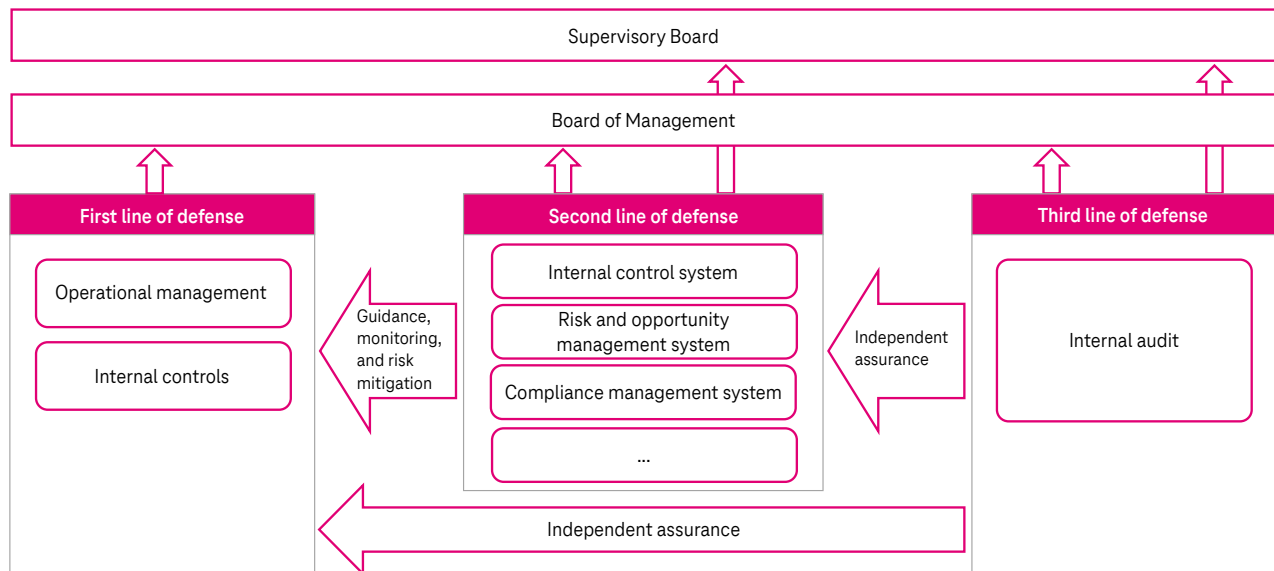 Supervisory Board
Board of Management
First line of defense
Operational management
Internal controls
Guidance,
monitoring,
and risk
mitigation
Second line of defense
Internal control system
Risk and opportunity
management system
Compliance management system
...
Independent
assurance
Third line of defense
Internal audit
Independent assurance